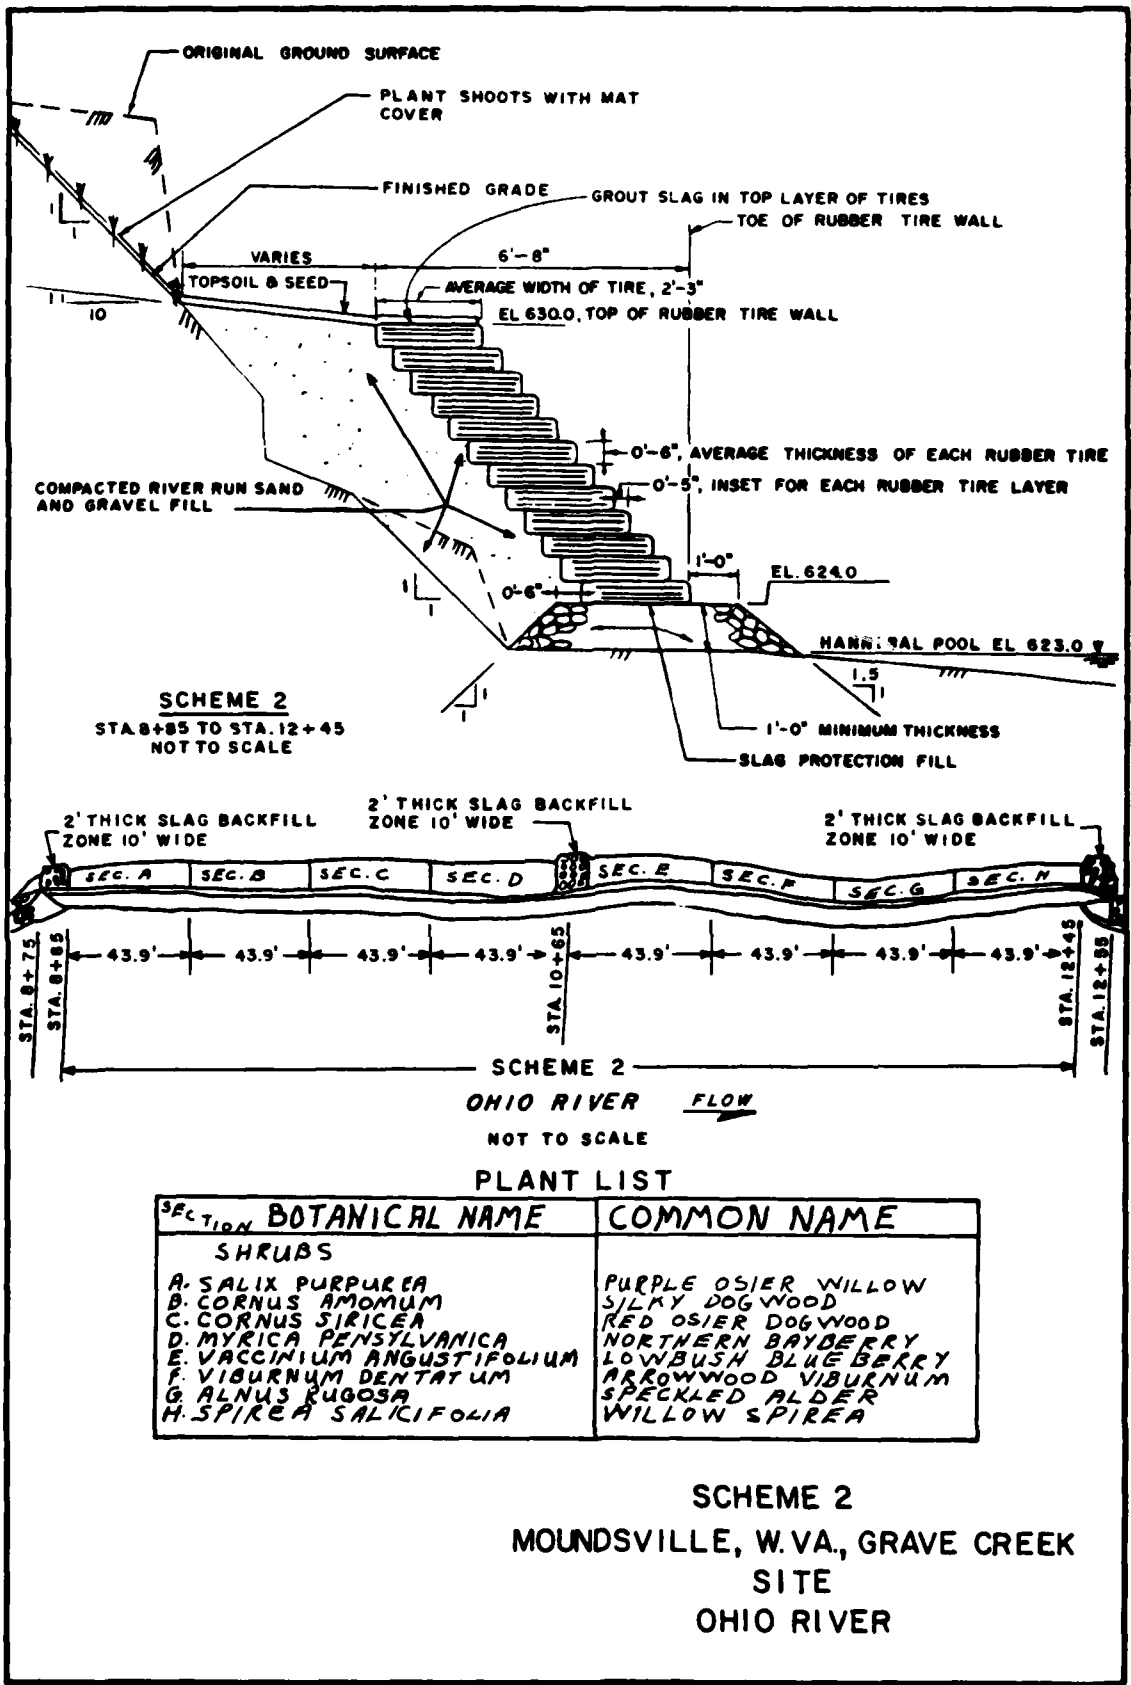 ORIGINAL GROUND SURFACE
PLANT SHOOTS WITH MAT
COVER
FINISHED GRADE
GROUT SLAG IN TOP LAYER OF TIRES
TOE OF RUBBER TIRE WALL
VARIES
6'-8"
TOPSOIL & SEED
AVERAGE WIDTH OF TIRE, 2'-3"
EL 630.0, TOP OF RUBBER TIRE WALL
1
1
1
10
0'-6", AVERAGE THICKNESS OF EACH RUBBER TIRE
0'-5", INSET FOR EACH RUBBER TIRE LAYER
COMPACTED RIVER RUN SAND
AND GRAVEL FILL
1'-0"
EL. 624.0
1
1
0'-6"
HANNIBAL POOL EL 623.0
1
1
1.5
1
SCHEME 2
STA. 8+85 TO STA. 12+45
NOT TO SCALE
1'-0" MINIMUM THICKNESS
SLAG PROTECTION FILL
2' THICK SLAG BACKFILL
ZONE 10' WIDE
2' THICK SLAG BACKFILL
ZONE 10' WIDE
2' THICK SLAG BACKFILL
ZONE 10' WIDE
SEC. A
SEC. B
SEC. C
SEC. D
SEC. E
SEC. F
SEC. G
SEC. H
43.9'
43.9'
43.9'
43.9'
43.9'
43.9'
43.9'
43.9'
STA. 8+75
STA. 8+85
STA. 10+65
STA. 12+45
STA. 12+55
SCHEME 2
OHIO RIVER FLOW
NOT TO SCALE
PLANT LIST
SECTION BOTANICAL NAME COMMON NAME
SHRUBS
A. SALIX PURPUREA PURPLE OSIER WILLOW
B. CORNUS AMOMUM SILKY DOGWOOD
C. CORNUS SIRICEA RED OSIER DOGWOOD
D. MYRICA PENSYLVANICA NORTHERN BAYBERRY
E. VACCINIUM ANGUSTIFOLIUM LOWBUSH BLUEBERRY
F. VIBURNUM DENTATUM ARROWWOOD VIBURNUM
G. ALNUS RUGOSA SPECKLED ALDER
H. SPIREA SALICIFOLIA WILLOW SPIREA
SCHEME 2
MOUNDSVILLE, W. VA., GRAVE CREEK
SITE
OHIO RIVER